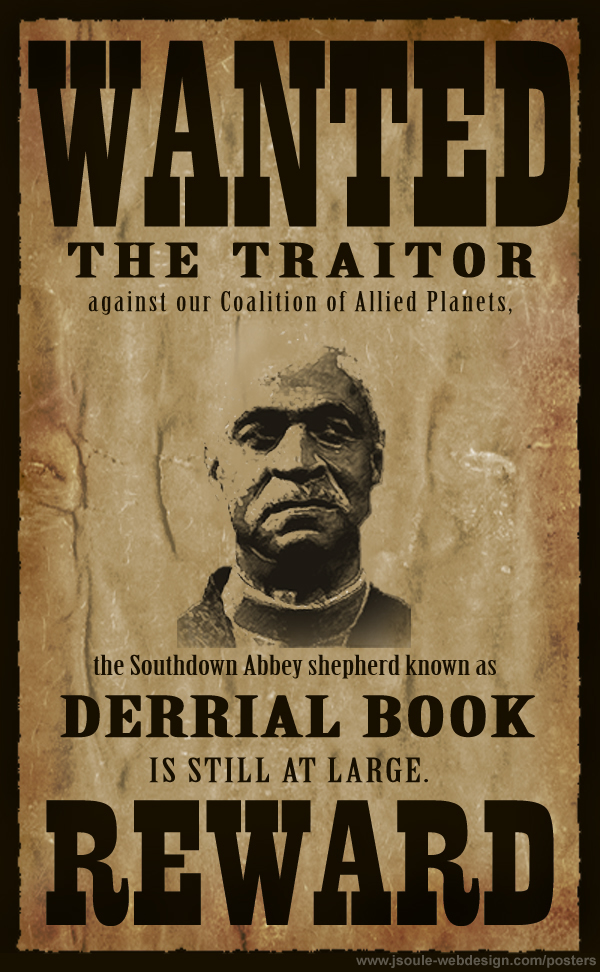 WANTED
THE TRAITOR
against our Coalition of Allied Planets,
the Southdown Abbey shepherd known as
DERRIAL BOOK
IS STILL AT LARGE.
REWARD
www.jsoule-webdesign.com/posters